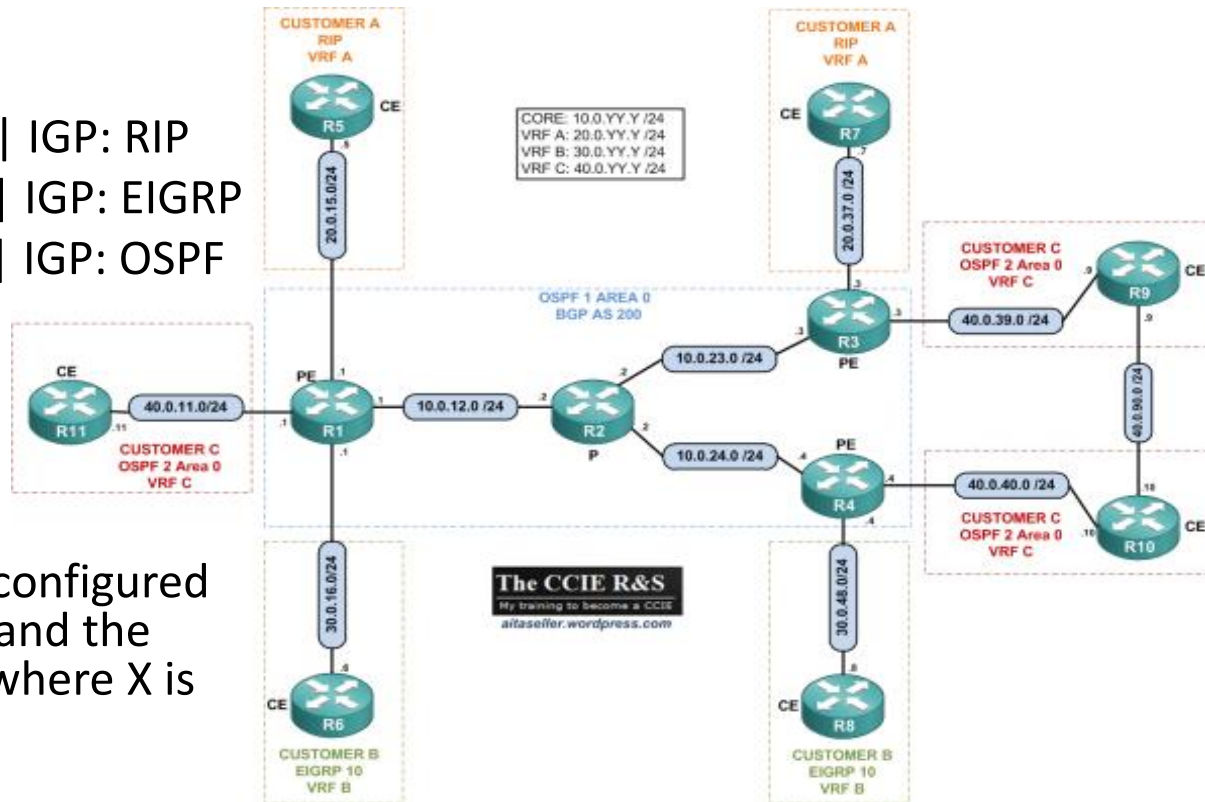 CUSTOMER A
RIP
VRF A
CE
R5
.5
20.0.15.0/24
CUSTOMER A
RIP
VRF A
CE
R7
.7
20.0.37.0 /24
| IGP: RIP
| IGP: EIGRP
| IGP: OSPF
CORE: 10.0.YY.Y /24
VRF A: 20.0.YY.Y /24
VRF B: 30.0.YY.Y /24
VRF C: 40.0.YY.Y /24
CUSTOMER C
OSPF 2 Area 0
VRF C
.9
R9
CE
.9
OSPF 1 AREA 0
BGP AS 200
.3
.3
.3
R3
PE
40.0.39.0 /24
10.0.23.0 /24
40.0.90.0 /24
CE
R11
.11
40.0.11.0/24
CUSTOMER C
OSPF 2 Area 0
VRF C
PE
.1
.1
R1
.1
.1
10.0.12.0 /24
.2
.2
.2
R2
P
10.0.24.0 /24
PE
.4
.4
R4
.4
40.0.40.0 /24
.10
.10
R10
CE
CUSTOMER C
OSPF 2 Area 0
VRF C
configured
and the
where X is
30.0.16.0/24
The CCIE R&S
My training to become a CCIE
aitaseller.wordpress.com
30.0.48.0/24
.6
CE
R6
CUSTOMER B
EIGRP 10
VRF B
.8
CE
R8
CUSTOMER B
EIGRP 10
VRF B